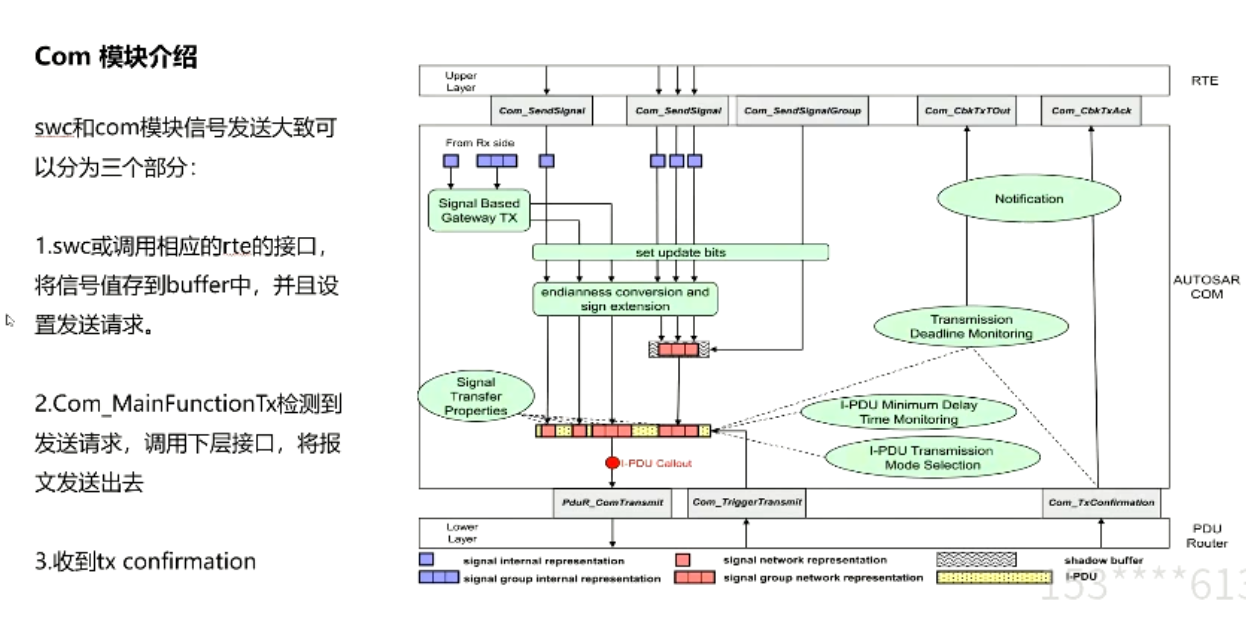 Com 模块介绍
swc和com模块信号发送大致可
以分为三个部分：
1.swc或调用相应的rte的接口，
将信号值存到buffer中，并且设
置发送请求。
2.Com_MainFunctionTx检测到
发送请求，调用下层接口，将报
文发送出去
3.收到tx confirmation
Upper
Layer
RTE
Com_SendSignal
Com_SendSignal
Com_SendSignalGroup
Com_CbkTxTOut
Com_CbkTxAck
From Rx side
Signal Based
Gateway TX
Notification
set update bits
endianness conversion and
sign extension
AUTOSAR
COM
Transmission
Deadline Monitoring
Signal
Transfer
Properties
I-PDU Minimum Delay
Time Monitoring
I-PDU Transmission
Mode Selection
I-PDU Callout
PduR_ComTransmit
Com_TriggerTransmit
Com_TxConfirmation
Lower
Layer
PDU
Router
signal internal representation
signal network representation
shadow buffer
signal group internal representation
signal group network representation
I-PDU
153****613